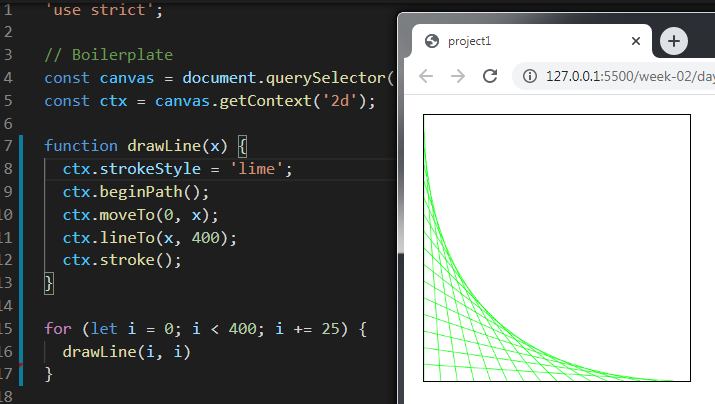 1 'use strict';
2
3 // Boilerplate
4 const canvas = document.querySelector(
5 const ctx = canvas.getContext('2d');
6
7 function drawLine(x) {
8 ctx.strokeStyle = 'lime';
9 ctx.beginPath();
10 ctx.moveTo(0, x);
11 ctx.lineTo(x, 400);
12 ctx.stroke();
13 }
14
15 for (let i = 0; i < 400; i += 25) {
16 drawLine(i, i)
17 }
18
project1
127.0.0.1:5500/week-02/day